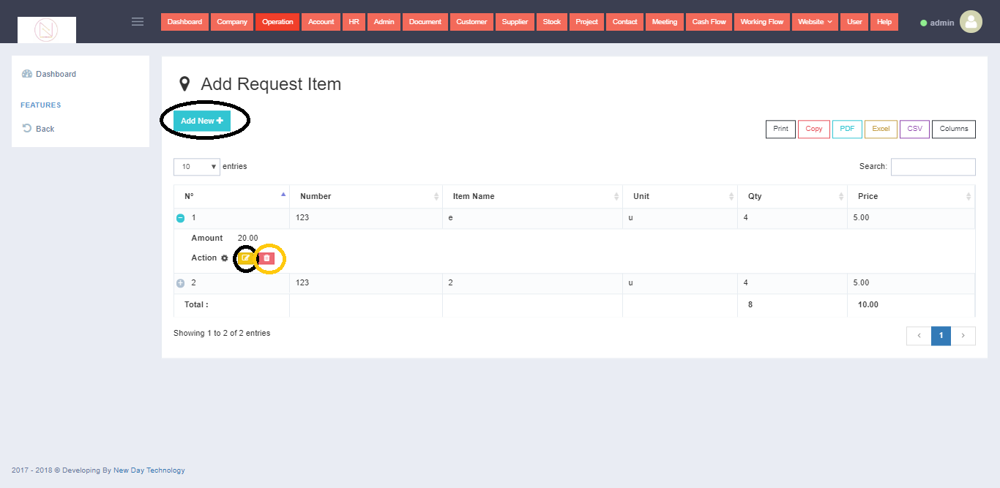 Dashboard Company Operation Account HR Admin Document Customer Supplier Stock Project Contact Meeting Cash Flow Working Flow Website User Help admin
Dashboard
FEATURES
Back
Add Request Item
Add New
Print Copy PDF Excel CSV Columns
10 entries Search:
N° Number Item Name Unit Qty Price
1 123 e u 4 5.00
Amount 20.00
Action
2 123 2 u 4 5.00
Total : 8 10.00
Showing 1 to 2 of 2 entries
1
2017 - 2018 © Developing By New Day Technology